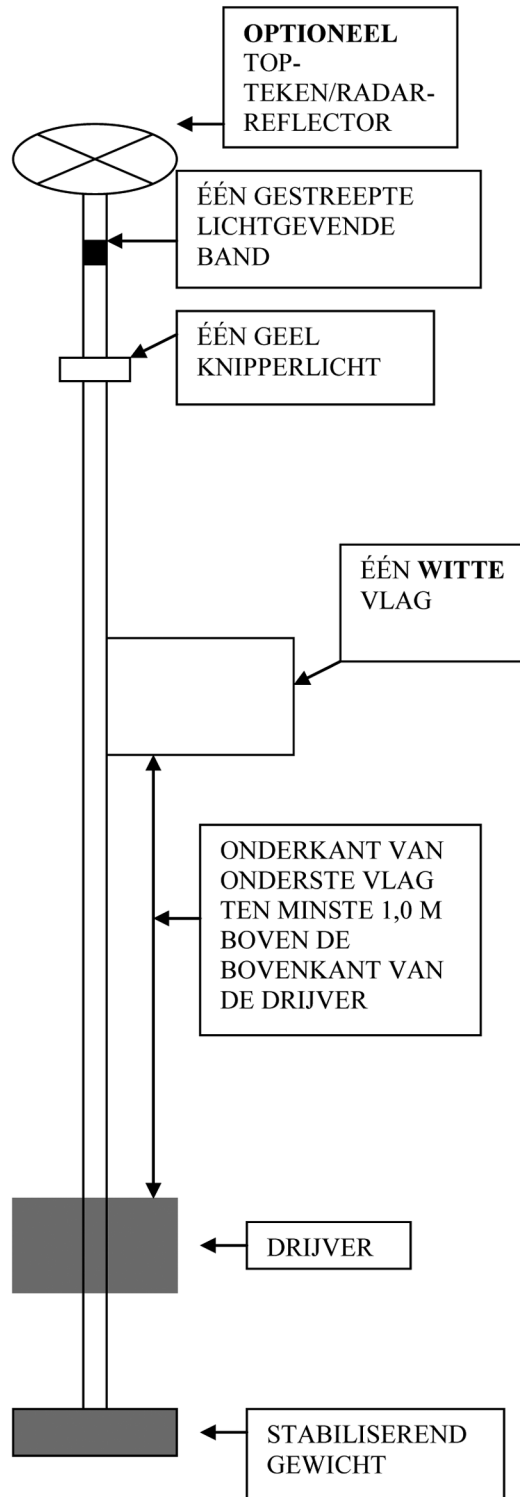 OPTIONEEL
TOP-
TEKEN/RADAR-
REFLECTOR
ÉÉN GESTREEPTE
LICHTGEVENDE
BAND
ÉÉN GEEL
KNIPPERLICHT
ÉÉN WITTE
VLAG
ONDERKANT VAN
ONDERSTE VLAG
TEN MINSTE 1,0 M
BOVEN DE
BOVENKANT VAN
DE DRIJVER
DRIJVER
STABILISEREND
GEWICHT